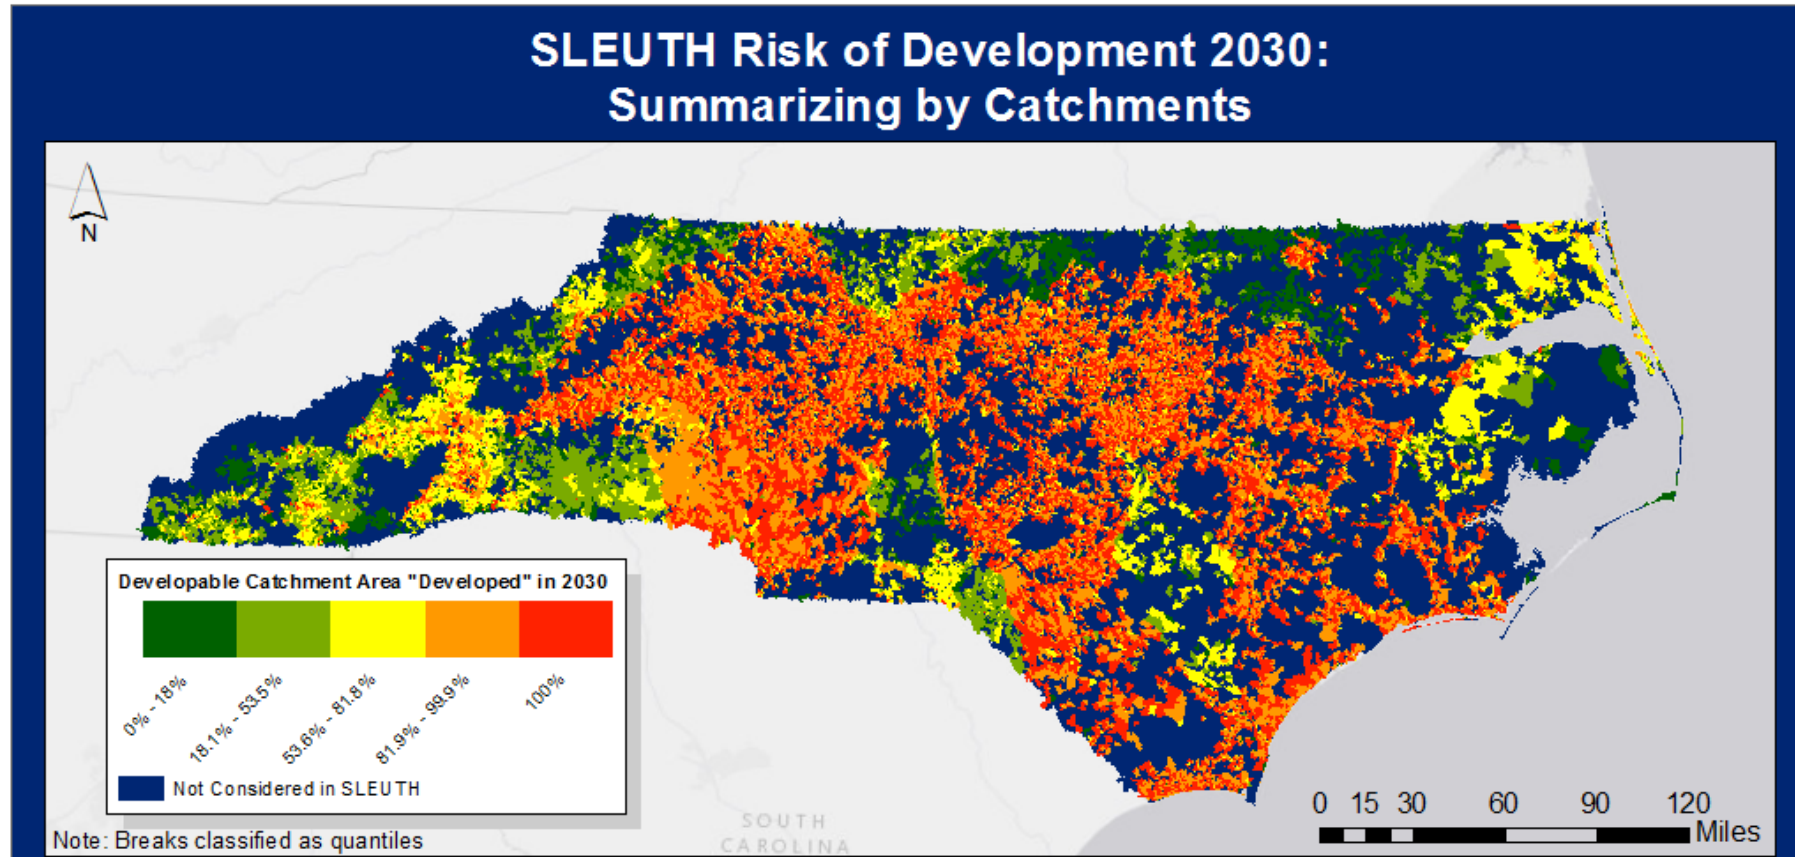 SLEUTH Risk of Development 2030:
Summarizing by Catchments
N
Developable Catchment Area "Developed" in 2030
0% - 18%
18.1% - 53.5%
53.6% - 81.8%
81.9% - 99.9%
100%
Not Considered in SLEUTH
Note: Breaks classified as quantiles
SOUTH
CAROLINA
0 15 30 60 90 120
Miles